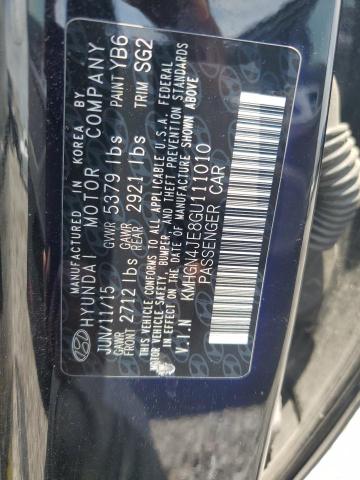 MANUFACTURED IN KOREA BY
HYUNDAI MOTOR COMPANY
JUN/11/15 GVWR 5379 lbs PAINT YB6
GAWR FRONT 2712 lbs GAWR REAR 2921 lbs TRIM SG2
THIS VEHICLE CONFORMS TO ALL APPLICABLE U.S.A. FEDERAL
MOTOR VEHICLE SAFETY, BUMPER, AND THEFT PREVENTION STANDARDS
IN EFFECT ON THE DATE OF MANUFACTURE SHOWN ABOVE
V.I.N KMHGN4JE8GU111010
PASSENGER CAR